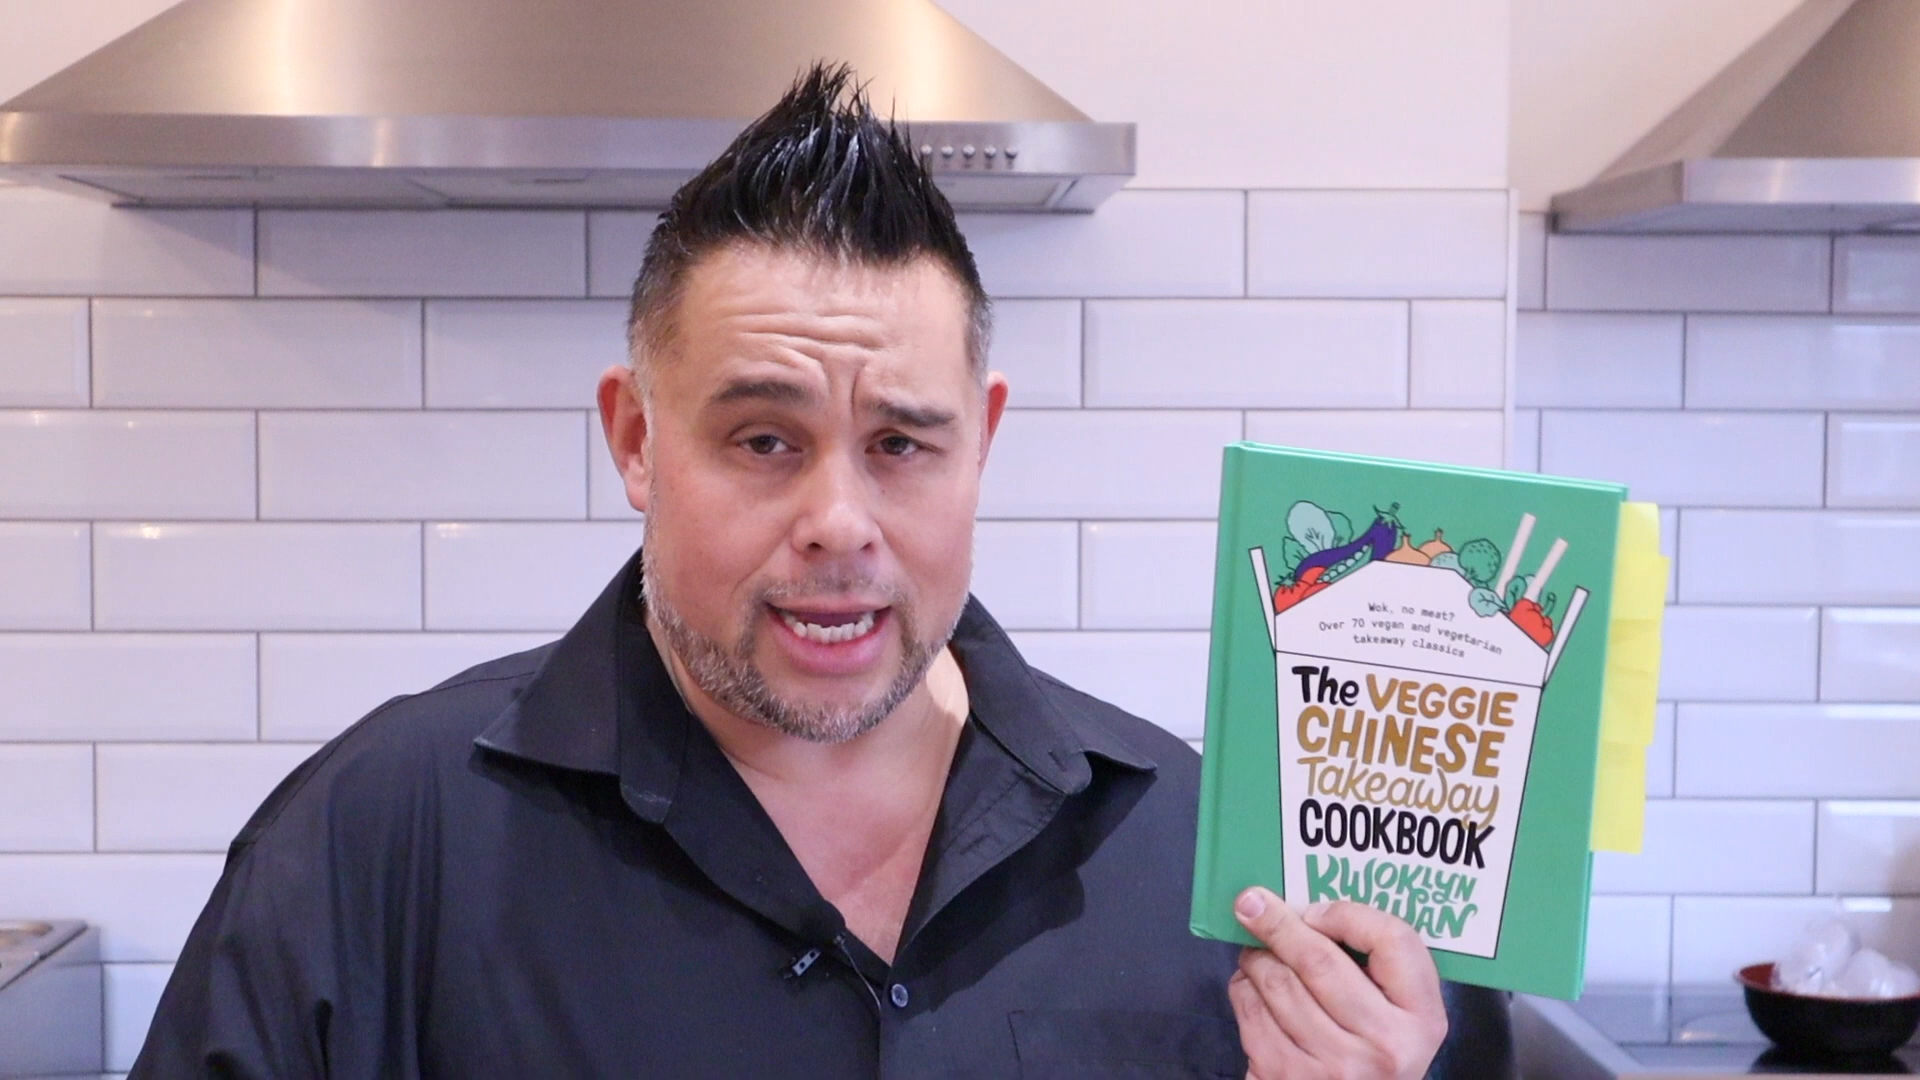 Wok, no meat?
Over 70 vegan and vegetarian
takeaway classics
The VEGGIE
CHINESE
Takeaway
COOKBOOK
KWOKLYN
WAN